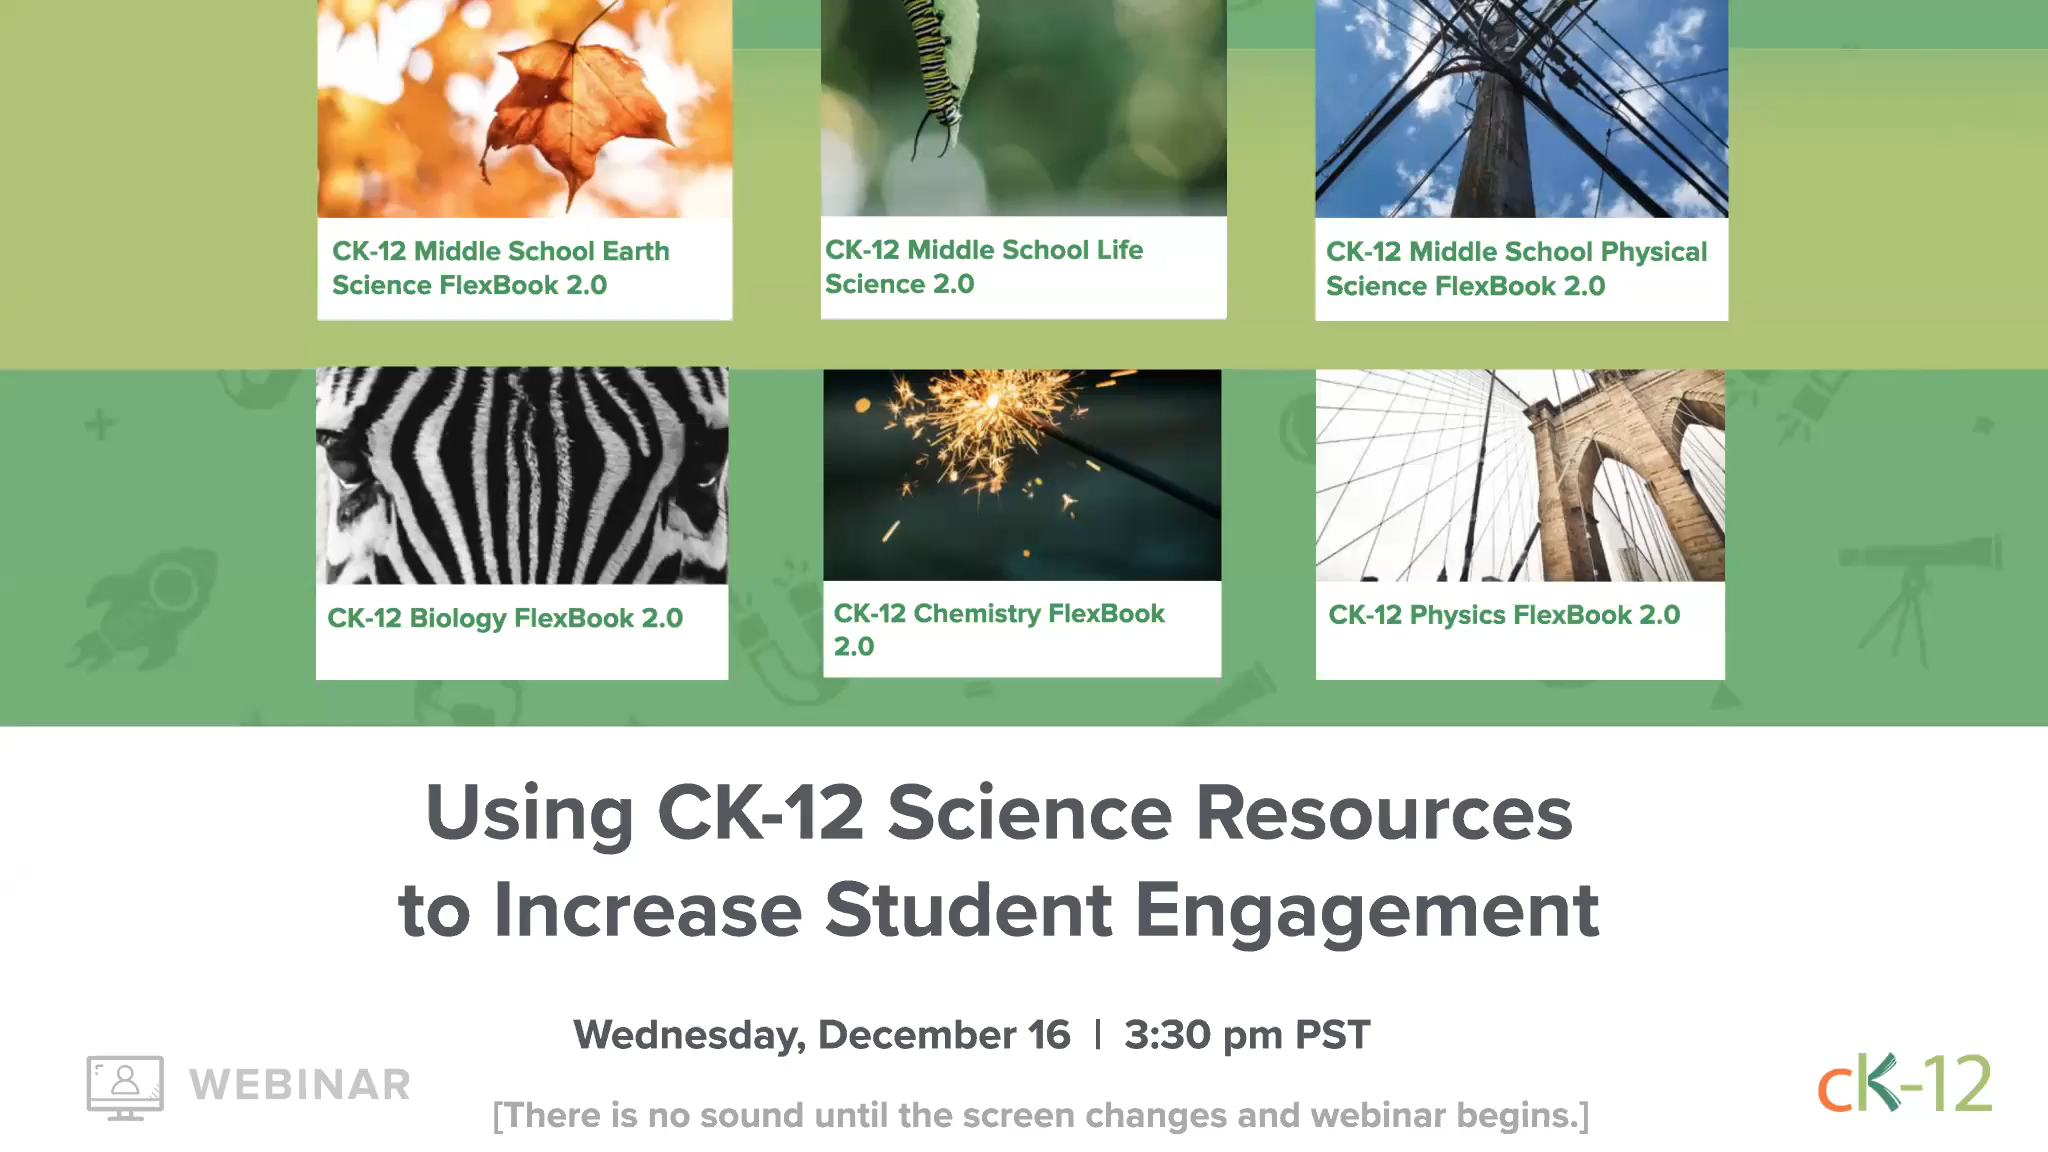 CK-12 Middle School Earth
Science FlexBook 2.0
CK-12 Middle School Life
Science 2.0
CK-12 Middle School Physical
Science FlexBook 2.0
CK-12 Biology FlexBook 2.0
CK-12 Chemistry FlexBook
2.0
CK-12 Physics FlexBook 2.0
Using CK-12 Science Resources
to Increase Student Engagement
Wednesday, December 16 | 3:30 pm PST
WEBINAR
[There is no sound until the screen changes and webinar begins.]
cK-12